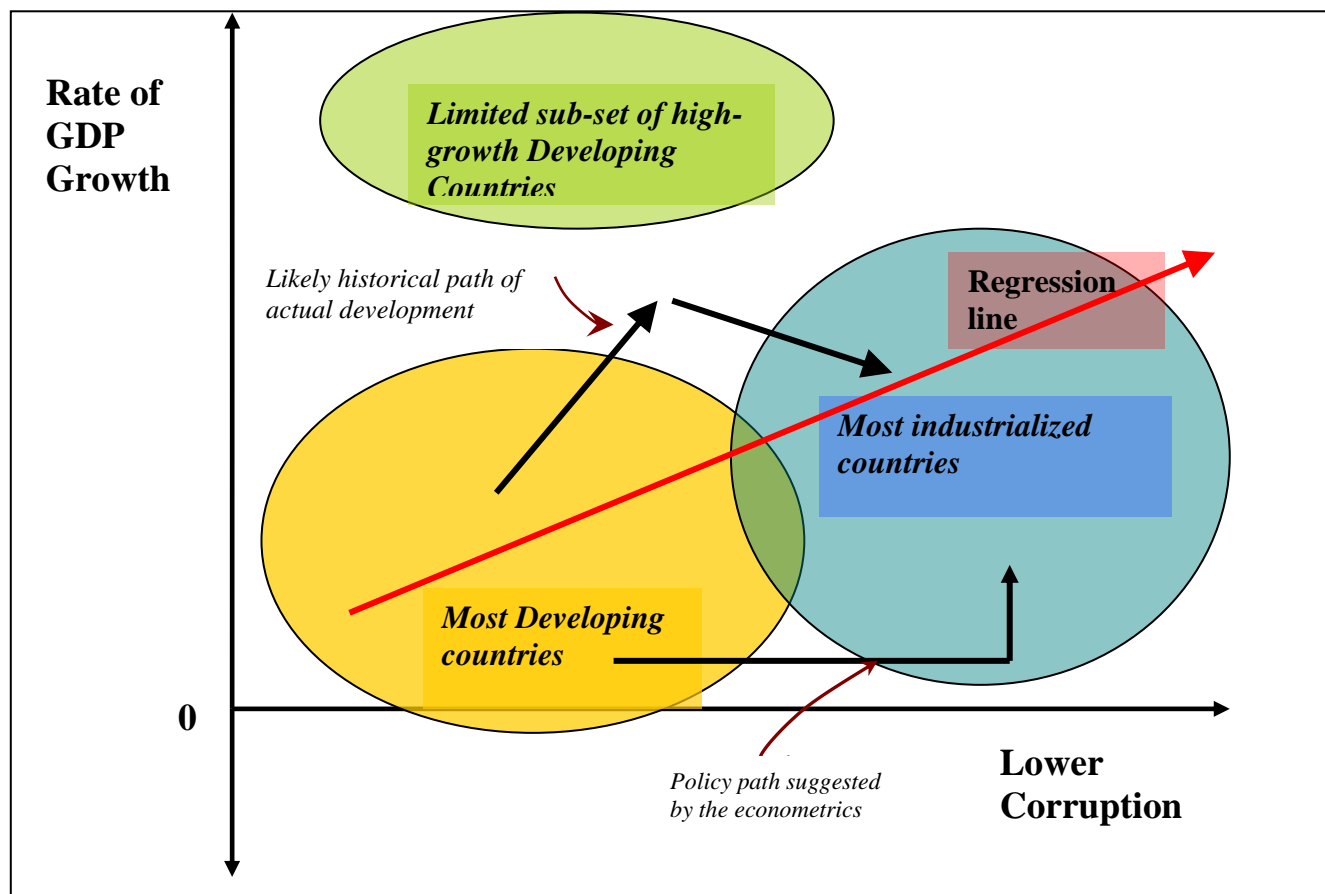 Rate of
GDP
Growth
Limited sub-set of high-
growth Developing
Countries
Likely historical path of
actual development
Regression
line
Most industrialized
countries
Most Developing
countries
0
Policy path suggested
by the econometrics
Lower
Corruption